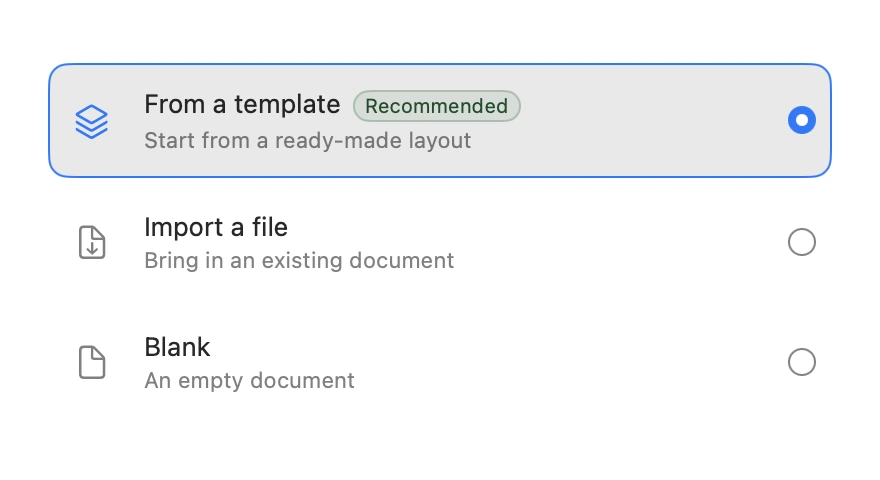 From a template Recommended
Start from a ready-made layout
Import a file
Bring in an existing document
Blank
An empty document